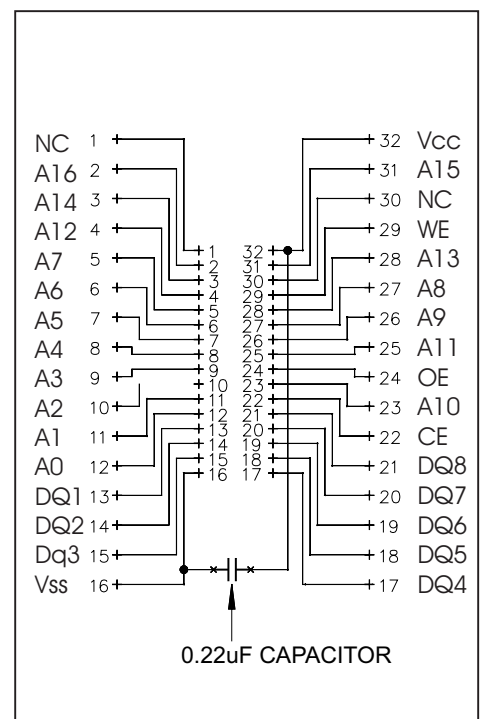 NC 1 32 Vcc
A16 2 31 A15
A14 3 30 NC
A12 4 29 WE
A7 5 1 32 28 A13
A6 6 2 31 27 A8
A5 7 3 30 26 A9
A4 8 4 29 25 A11
A3 9 5 28 24 OE
A2 10 6 27 23 A10
A1 11 7 26 22 CE
A0 12 8 25 21 DQ8
DQ1 13 9 24 20 DQ7
DQ2 14 10 23 19 DQ6
Dq3 15 11 22 18 DQ5
Vss 16 12 21 17 DQ4
13 20
14 19
15 18
16 17
0.22uF CAPACITOR